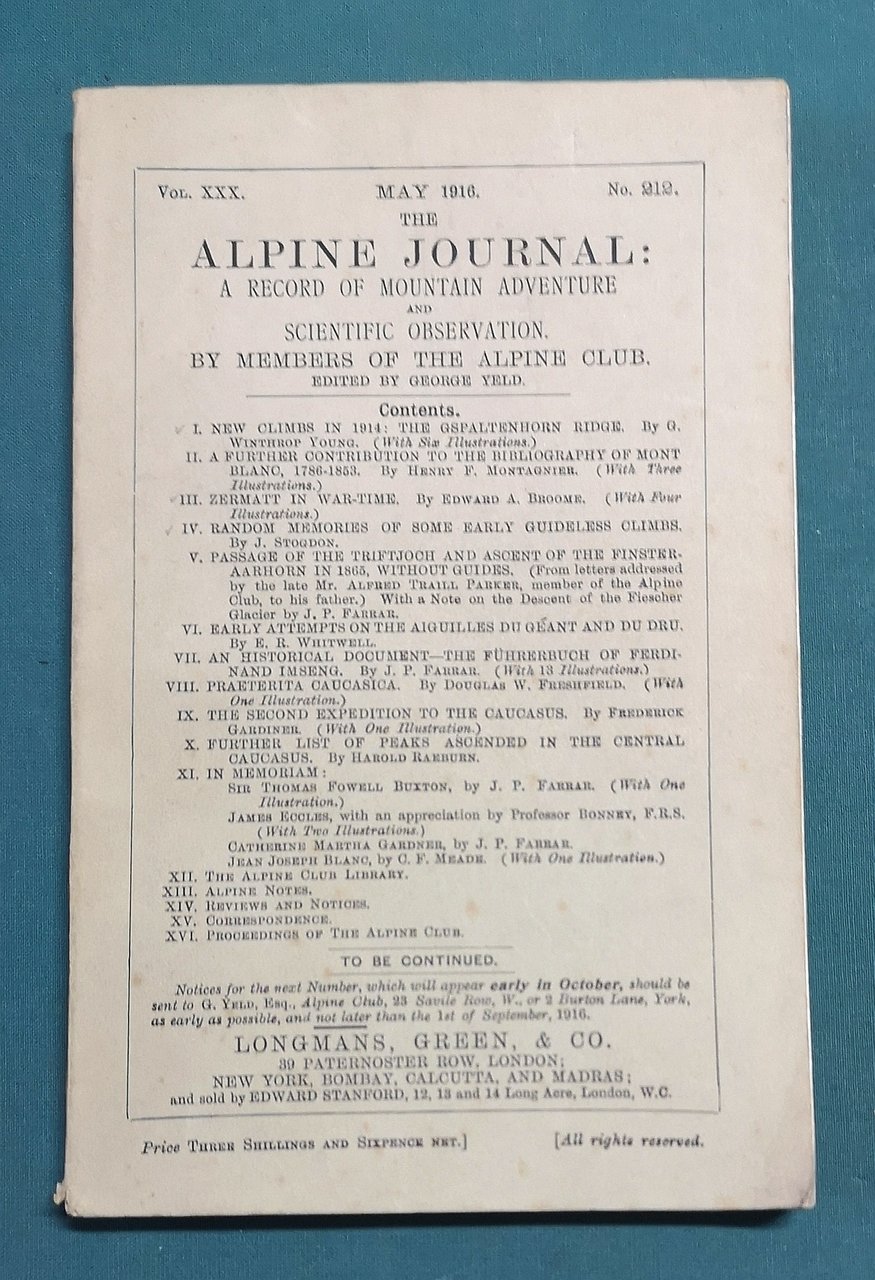 VOL. XXX. MAY 1916. No. 212.
THE
ALPINE JOURNAL:
A RECORD OF MOUNTAIN ADVENTURE
AND
SCIENTIFIC OBSERVATION.
BY MEMBERS OF THE ALPINE CLUB.
EDITED BY GEORGE YELD.
Contents.
I. NEW CLIMBS IN 1914: THE GSPALTENHORN RIDGE. By G.
WINTHROP YOUNG. (With Six Illustrations.)
II. A FURTHER CONTRIBUTION TO THE BIBLIOGRAPHY OF MONT
BLANC, 1786-1853. By HENRY F. MONTAGNIER. (With Three
Illustrations.)
III. ZERMATT IN WAR-TIME. By EDWARD A. BROOME. (With Four
Illustrations.)
IV. RANDOM MEMORIES OF SOME EARLY GUIDELESS CLIMBS.
By J. STOGDON.
V. PASSAGE OF THE TRIFTJOCH AND ASCENT OF THE FINSTER-
AARHORN IN 1865, WITHOUT GUIDES. (From letters addressed
by the late Mr. ALFRED TRAILL PARKER, member of the Alpine
Club, to his father.) With a Note on the Descent of the Fiescher
Glacier by J. P. FARRAR.
VI. EARLY ATTEMPTS ON THE AIGUILLES DU GÉANT AND DU DRU.
By E. R. WHITWELL.
VII. AN HISTORICAL DOCUMENT—THE FÜHRERBUCH OF FERDI-
NAND IMSENG. By J. P. FARRAR. (With 13 Illustrations.)
VIII. PRAETERITA CAUCASICA. By DOUGLAS W. FRESHFIELD. (With
One Illustration.)
IX. THE SECOND EXPEDITION TO THE CAUCASUS. By FREDERICK
GARDINER. (With One Illustration.)
X. FURTHER LIST OF PEAKS ASCENDED IN THE CENTRAL
CAUCASUS. By HAROLD RAEBURN.
XI. IN MEMORIAM:
SIR THOMAS FOWELL BUXTON, by J. P. FARRAR. (With One
Illustration.)
JAMES ECCLES, with an appreciation by Professor BONNEY, F.R.S.
(With Two Illustrations.)
CATHERINE MARTHA GARDNER, by J. P. FARRAR.
JEAN JOSEPH BLANC, by C. F. MEADE. (With One Illustration.)
XII. THE ALPINE CLUB LIBRARY.
XIII. ALPINE NOTES.
XIV. REVIEWS AND NOTICES.
XV. CORRESPONDENCE.
XVI. PROCEEDINGS OF THE ALPINE CLUB.
TO BE CONTINUED.
Notices for the next Number, which will appear early in October, should be
sent to G. YELD, Esq., Alpine Club, 23 Savile Row, W., or 2 Burton Lane, York,
as early as possible, and not later than the 1st of September, 1916.
LONGMANS, GREEN, & CO.
39 PATERNOSTER ROW, LONDON;
NEW YORK, BOMBAY, CALCUTTA, AND MADRAS;
and sold by EDWARD STANFORD, 12, 13 and 14 Long Acre, London, W.C.
Price THREE SHILLINGS AND SIXPENCE NET.] [All rights reserved.